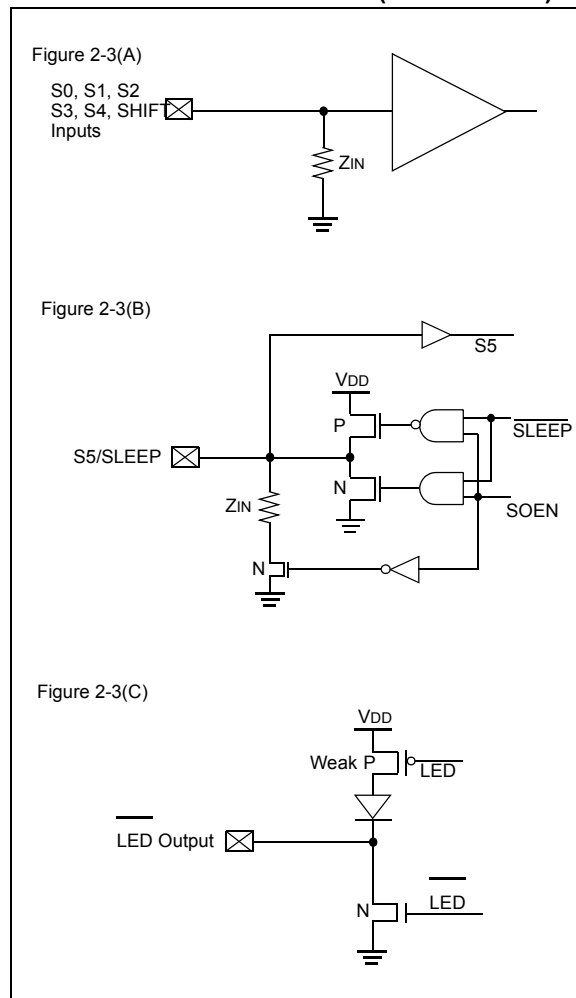 Figure 2-3(A)
S0, S1, S2
S3, S4, SHIFT
Inputs
ZIN
Figure 2-3(B)
S5
VDD
P
SLEEP
S5/SLEEP
N
ZIN
SOEN
N
Figure 2-3(C)
VDD
Weak P
LED
LED Output
LED
N